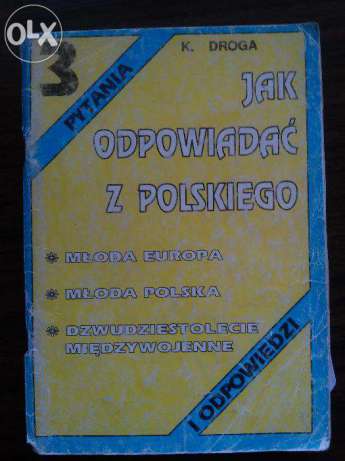 OLX
3
K. DROGA
PYTANIA
JAK
ODPOWIADAĆ
Z POLSKIEGO
MŁODA EUROPA
MŁODA POLSKA
DZWUDZIESTOLECIE
MIĘDZYWOJENNE
I ODPOWIEDZI